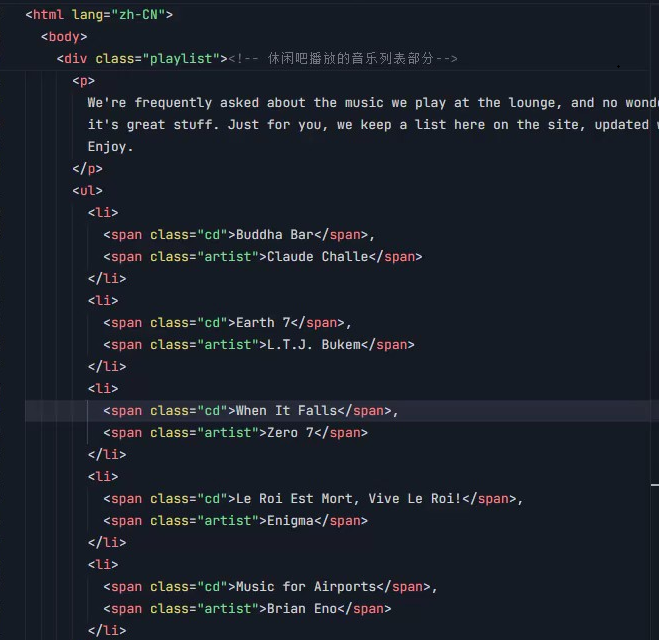 <html lang="zh-CN">
<body>
<div class="playlist"><!-- 休闲吧播放的音乐列表部分-->
<p>
We're frequently asked about the music we play at the lounge, and no
it's great stuff. Just for you, we keep a list here on the site, updated
Enjoy.
</p>
<ul>
<li>
<span class="cd">Buddha Bar</span>,
<span class="artist">Claude Challe</span>
</li>
<li>
<span class="cd">Earth 7</span>,
<span class="artist">L.T.J. Bukem</span>
</li>
<li>
<span class="cd">When It Falls</span>,
<span class="artist">Zero 7</span>
</li>
<li>
<span class="cd">Le Roi Est Mort, Vive Le Roi!</span>,
<span class="artist">Enigma</span>
</li>
<li>
<span class="cd">Music for Airports</span>,
<span class="artist">Brian Eno</span>
</li>